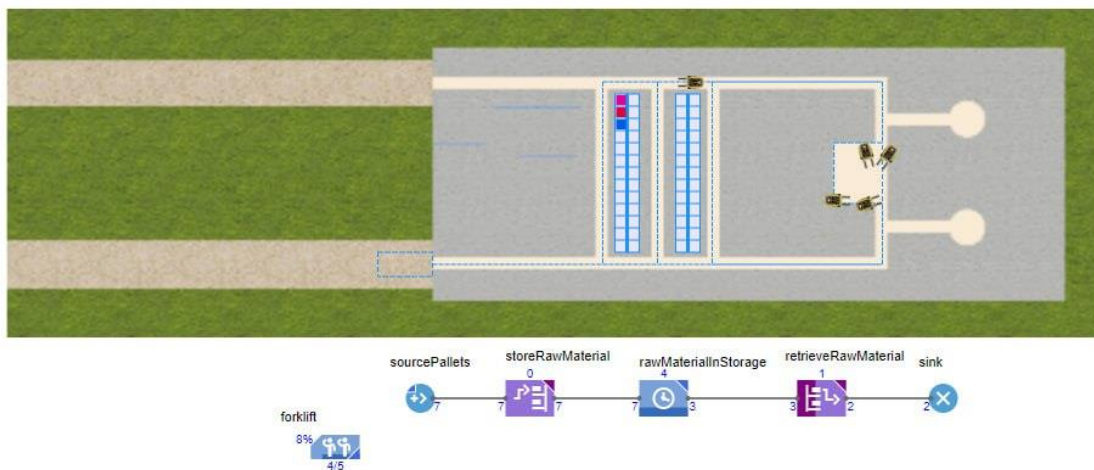 storeRawMaterial
rawMaterialInStorage
retrieveRawMaterial
sourcePallets
sink
0
4
1
7
7
7
7
3
3
2
2
forklift
8%
4/5